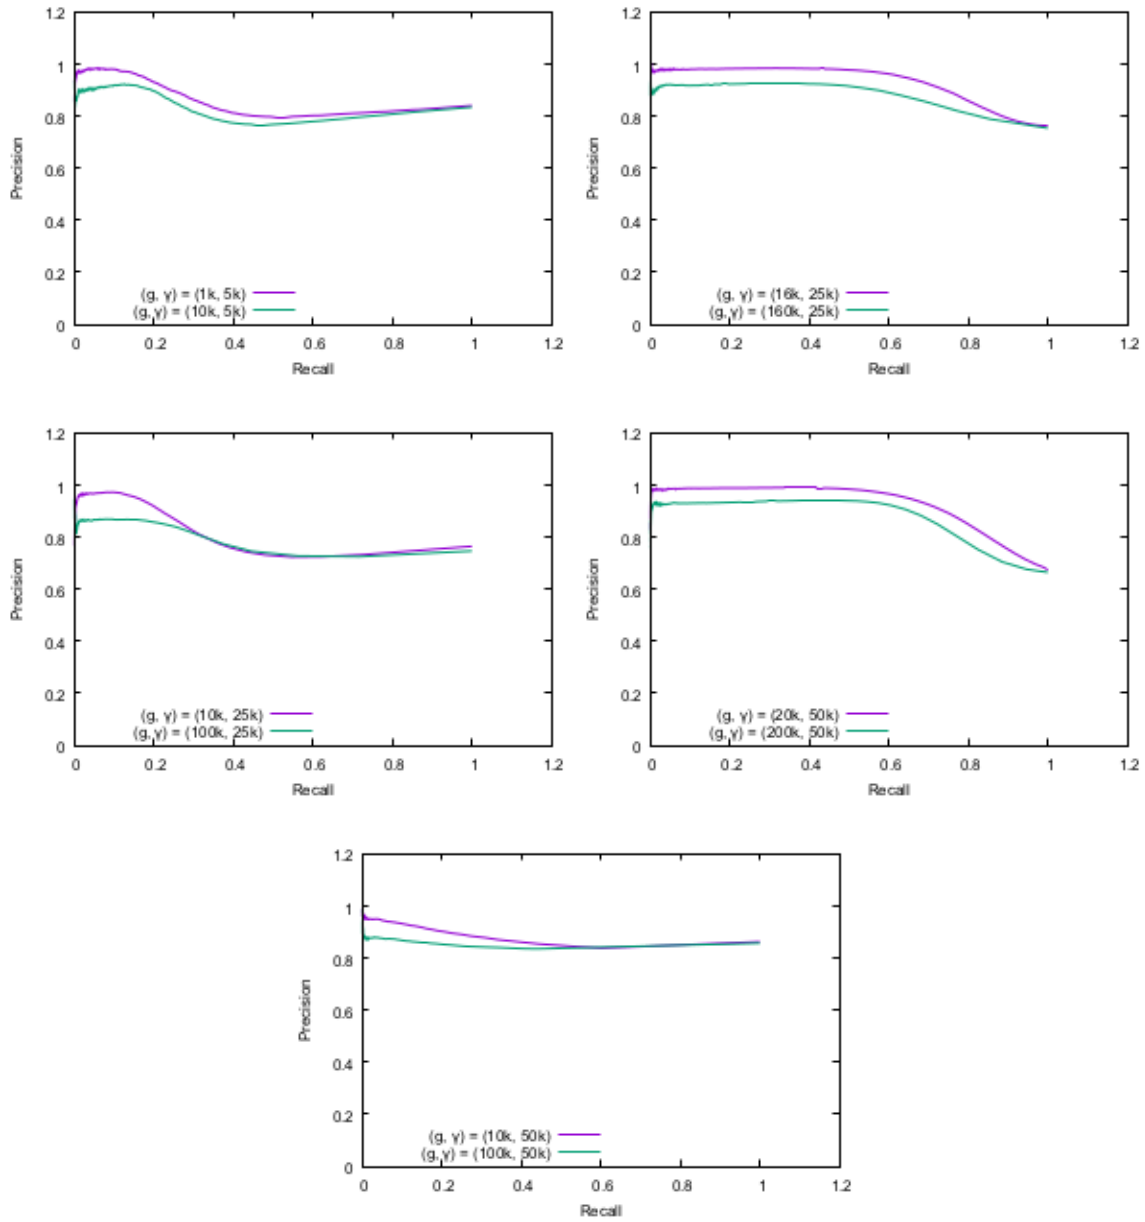 1.2
1
0.8
0.6
0.4
0.2
0
Precision
(g, γ) = (1k, 5k)
(g, γ) = (10k, 5k)
0 0.2 0.4 0.6 0.8 1 1.2
Recall
1.2
1
0.8
0.6
0.4
0.2
0
Precision
(g, γ) = (16k, 25k)
(g, γ) = (160k, 25k)
0 0.2 0.4 0.6 0.8 1 1.2
Recall
1.2
1
0.8
0.6
0.4
0.2
0
Precision
(g, γ) = (10k, 25k)
(g, γ) = (100k, 25k)
0 0.2 0.4 0.6 0.8 1 1.2
Recall
1.2
1
0.8
0.6
0.4
0.2
0
Precision
(g, γ) = (20k, 50k)
(g, γ) = (200k, 50k)
0 0.2 0.4 0.6 0.8 1 1.2
Recall
1.2
1
0.8
0.6
0.4
0.2
0
Precision
(g, γ) = (10k, 50k)
(g, γ) = (100k, 50k)
0 0.2 0.4 0.6 0.8 1 1.2
Recall